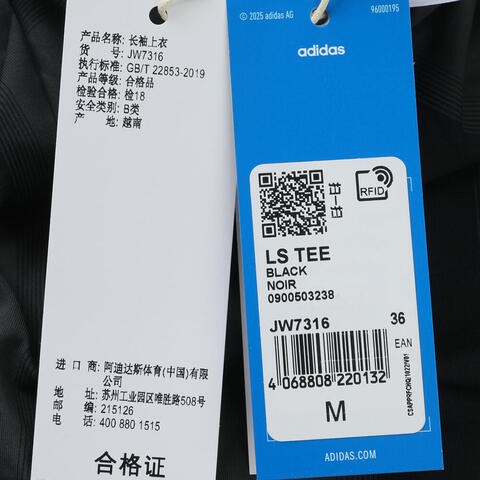 产品名称: 长袖上衣
货 号: JW7316
执行标准: GB/T 22853-2019
产品等级: 合格品
检验合格: 检18
安全类别: B类
产 地: 越南
进 口 商: 阿迪达斯体育(中国)有限
公司
地 址: 苏州工业园区唯胜路508号
邮 编: 215126
电 话: 400 880 1515
合格证
© 2025 adidas AG
96000195
adidas
RFID
LS TEE
BLACK
NOIR
0900503238
JW7316
36
EAN
4 068808 220132
M
ADIDAS.COM